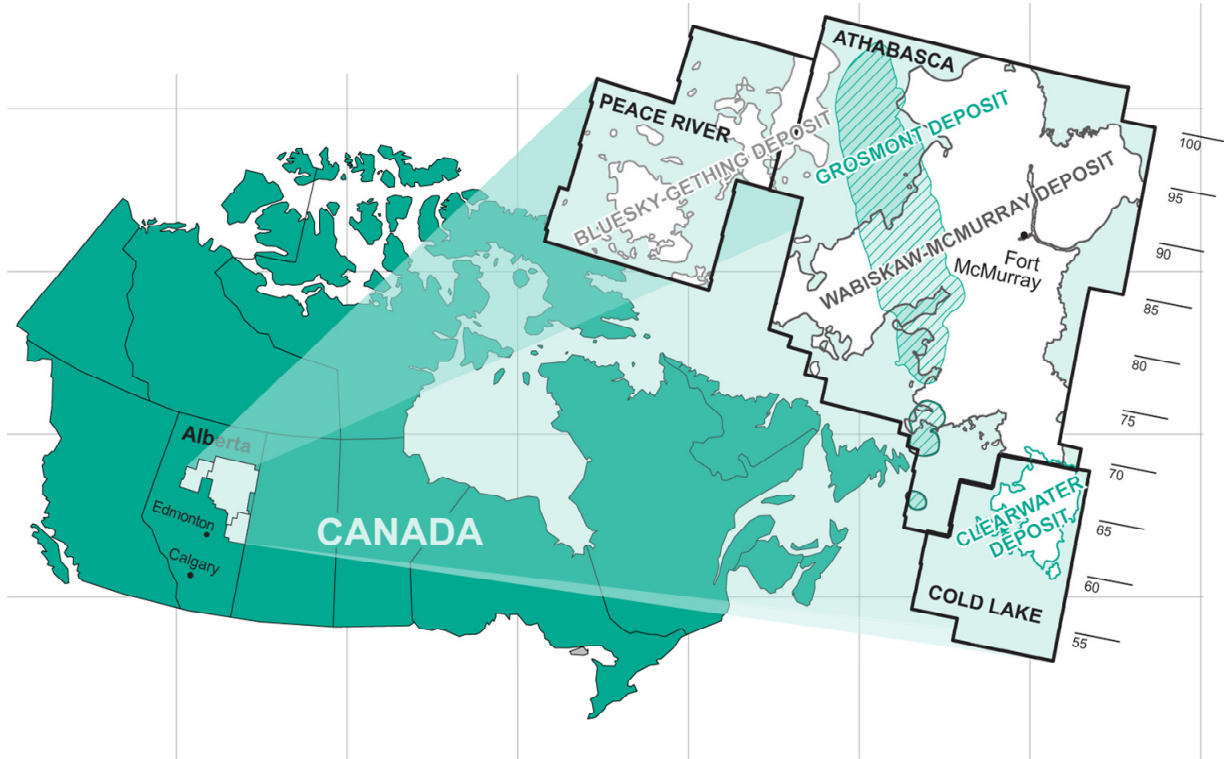 ATHABASCA
PEACE RIVER
GROSMONT DEPOSIT
BLUESKY-GETHING DEPOSIT
WABISKAW-MCMURRAY DEPOSIT
Fort
McMurray
100
95
90
85
80
75
70
65
60
55
Alberta
Edmonton
Calgary
CANADA
CLEARWATER
DEPOSIT
COLD LAKE